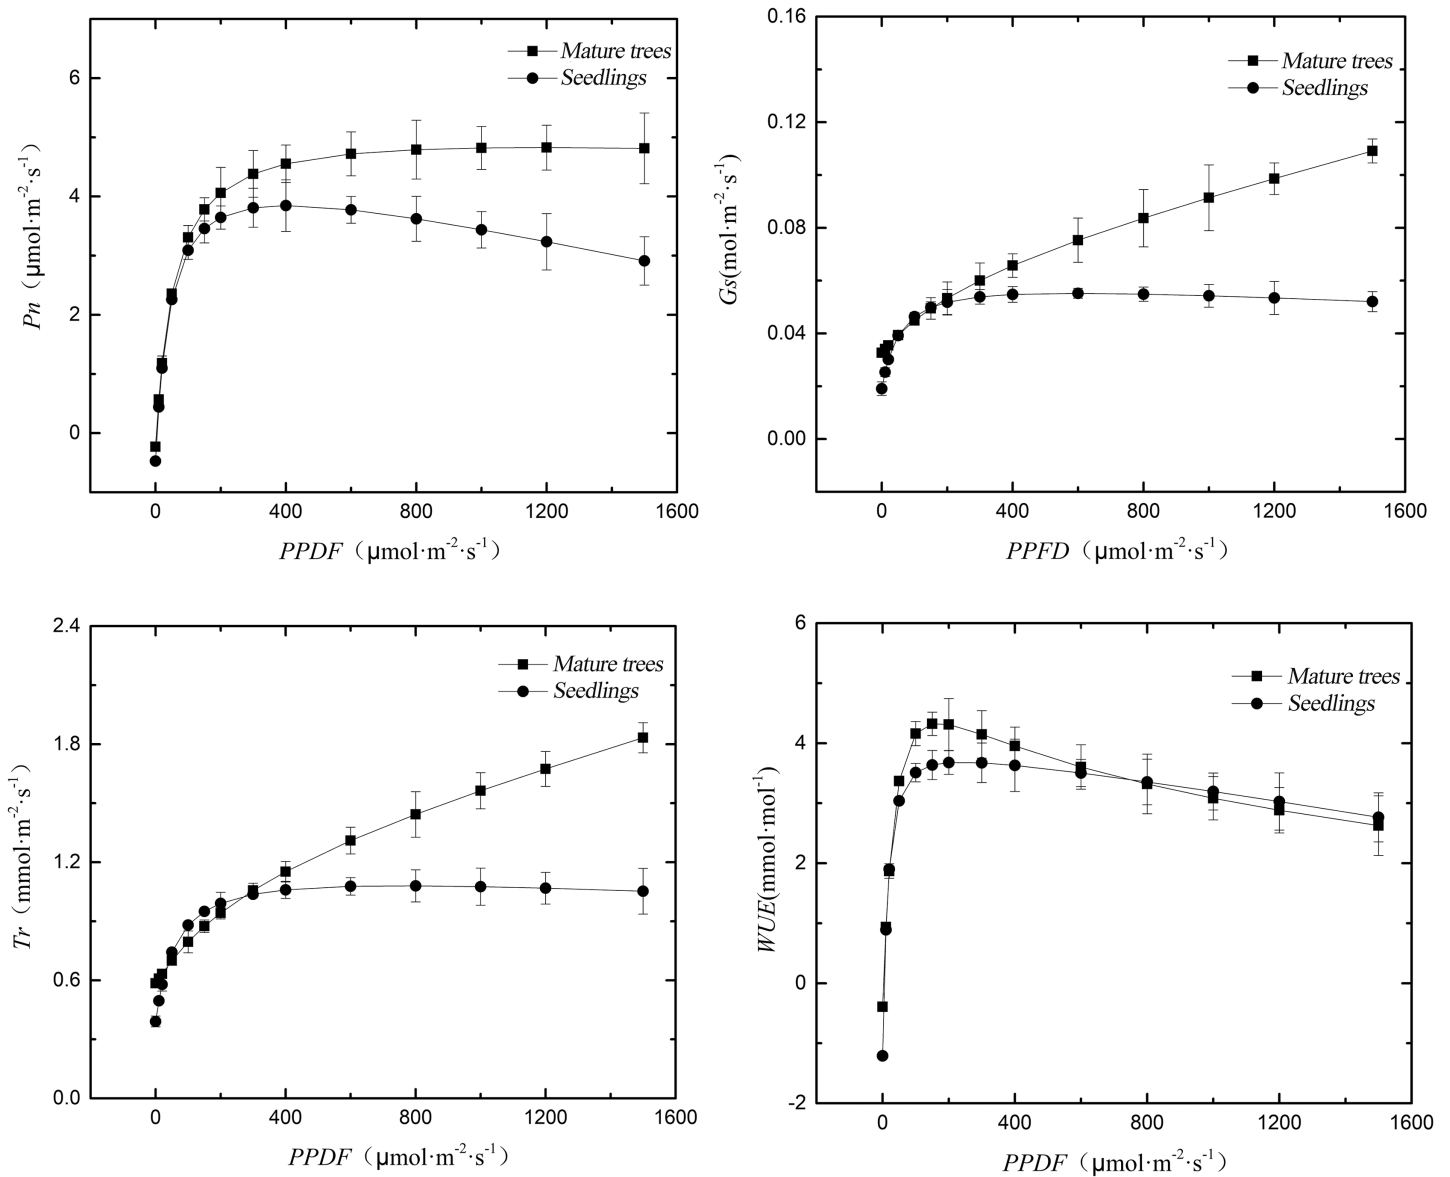 Mature trees
Seedlings
6
4
2
0
Pn（μmol·m-2·s-1）
0 400 800 1200 1600
PPDF（μmol·m-2·s-1）
Mature trees
Seedlings
0.16
0.12
0.08
0.04
0.00
Gs(mol·m-2·s-1)
0 400 800 1200 1600
PPFD（μmol·m-2·s-1）
Mature trees
Seedlings
2.4
1.8
1.2
0.6
0.0
Tr（mmol·m-2·s-1）
0 400 800 1200 1600
PPDF（μmol·m-2·s-1）
Mature trees
Seedlings
6
4
2
0
-2
WUE(mmol·mol-1)
0 400 800 1200 1600
PPDF（μmol·m-2·s-1）